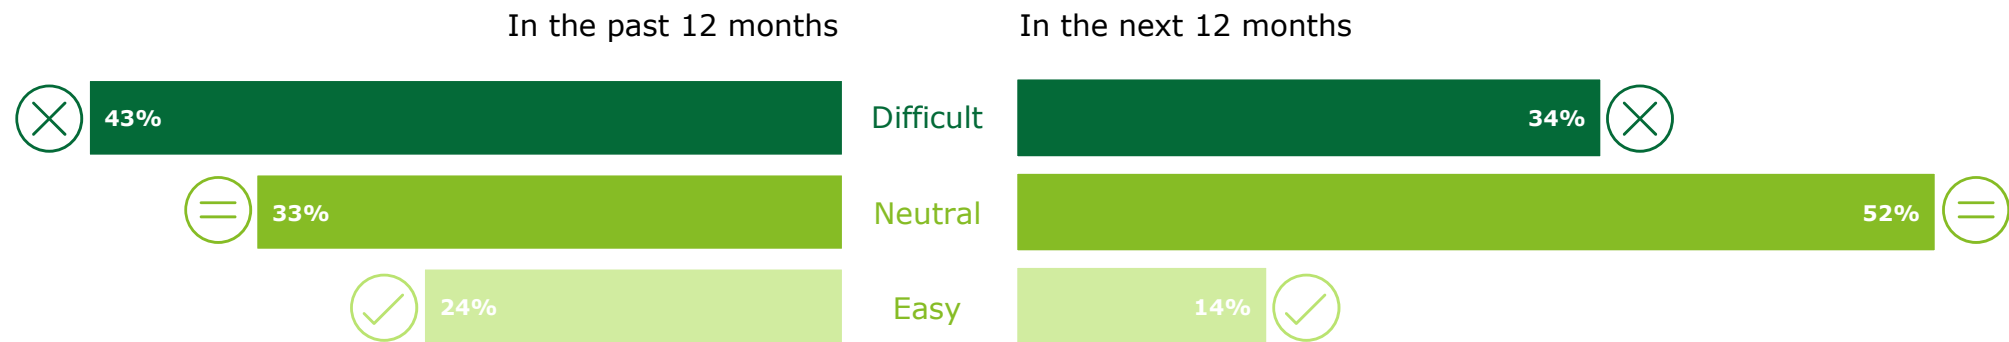 In the past 12 months In the next 12 months
43% Difficult 34%
33% Neutral 52%
24% Easy 14%